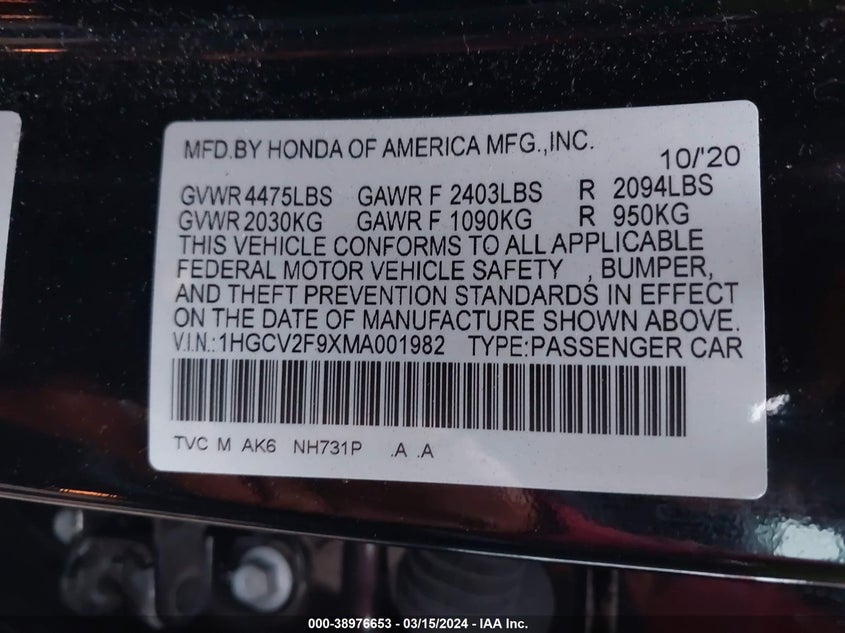 MFD.BY HONDA OF AMERICA MFG.,INC. 10/'20
GVWR 4475LBS GAWR F 2403LBS R 2094LBS
GVWR 2030KG GAWR F 1090KG R 950KG
THIS VEHICLE CONFORMS TO ALL APPLICABLE
FEDERAL MOTOR VEHICLE SAFETY , BUMPER,
AND THEFT PREVENTION STANDARDS IN EFFECT
ON THE DATE OF MANUFACTURE SHOWN ABOVE.
V.I.N.:1HGCV2F9XMA001982 TYPE:PASSENGER CAR
TVC M AK6 NH731P .A .A
000-38976653 - 03/15/2024 - IAA Inc.